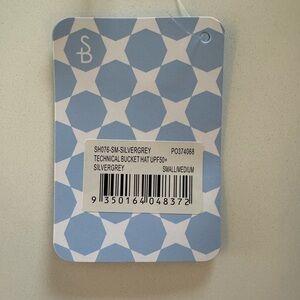 S
B
SH076-SM-SILVERGREY PO374068
TECHNICAL BUCKET HAT UPF50+
SILVERGREY SMALL/MEDIUM
9 350164 048372